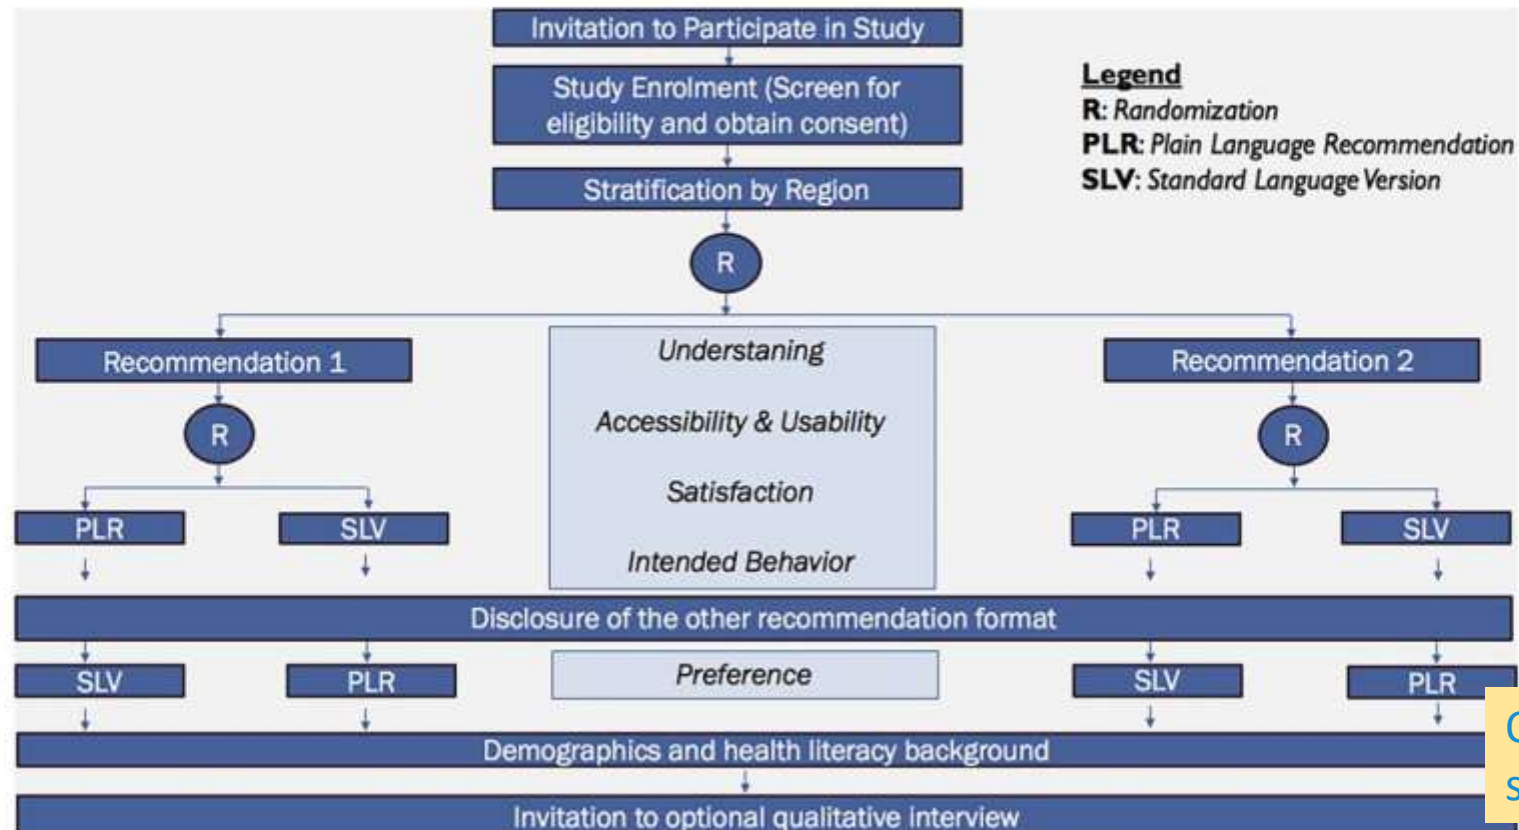 Invitation to Participate in Study
Study Enrolment (Screen for
eligibility and obtain consent)
Stratification by Region
Legend
R: Randomization
PLR: Plain Language Recommendation
SLV: Standard Language Version
R
Recommendation 1
Understaning
Recommendation 2
Accessibility & Usability
R
R
Satisfaction
PLR
SLV
PLR
SLV
Intended Behavior
Disclosure of the other recommendation format
SLV
PLR
Preference
SLV
PLR
Demographics and health literacy background
Invitation to optional qualitative interview